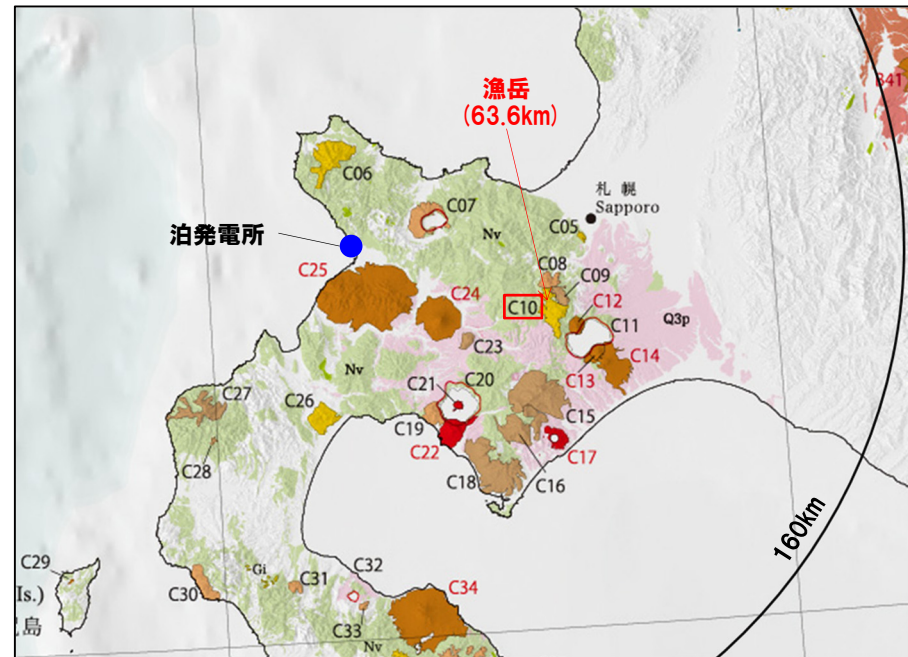 漁岳
(63.6km)
B41
C06
札幌
Sapporo
C07
C05
Nv
泊発電所
C25
C08
C09
C24
C10
C12
C11
Q3p
C23
C14
C13
Nv
C21
C20
C27
C26
C15
C19
C22
C17
C28
C18
C16
160km
C29
C32
Gi
C31
C34
Is.)
C30
C33
島
Nv